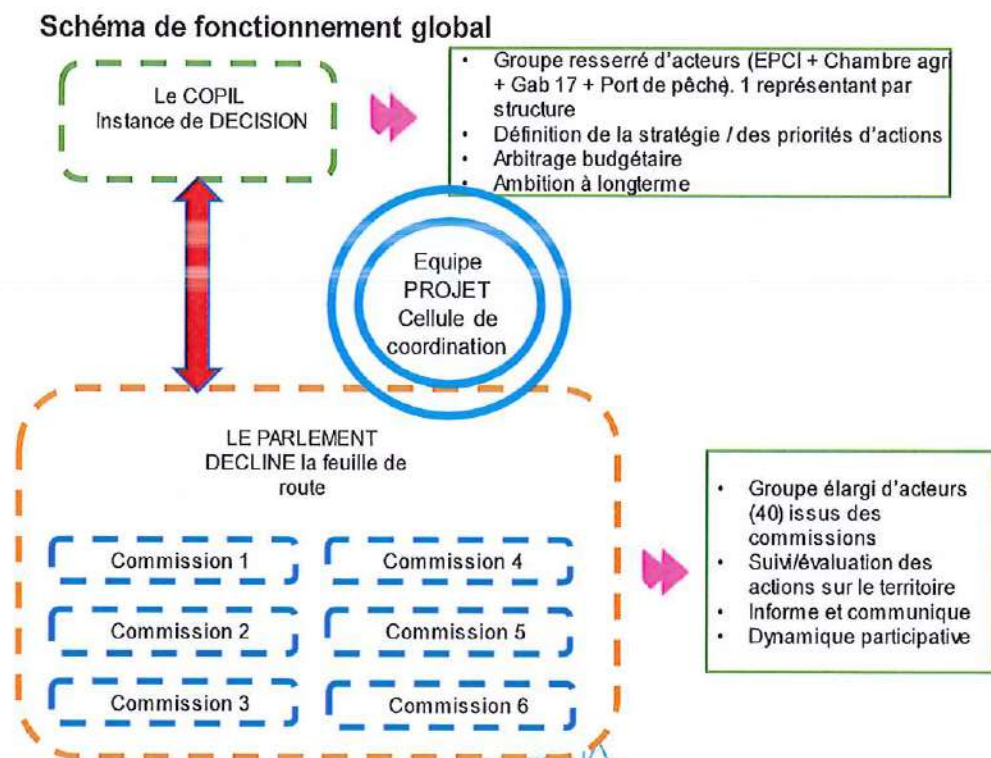 Schéma de fonctionnement global
Le COPIL
Instance de DECISION
• Groupe resserré d'acteurs (EPCI + Chambre agri
+ Gab 17 + Port de pêche). 1 représentant par
structure
• Définition de la stratégie / des priorités d'actions
• Arbitrage budgétaire
• Ambition à longterme
Equipe
PROJET
Cellule de
coordination
LE PARLEMENT
DECLINE la feuille de
route
Commission 1
Commission 4
Commission 2
Commission 5
Commission 3
Commission 6
• Groupe élargi d'acteurs
(40) issus des
commissions
• Suivi/évaluation des
actions sur le territoire
• Informe et communique
• Dynamique participative